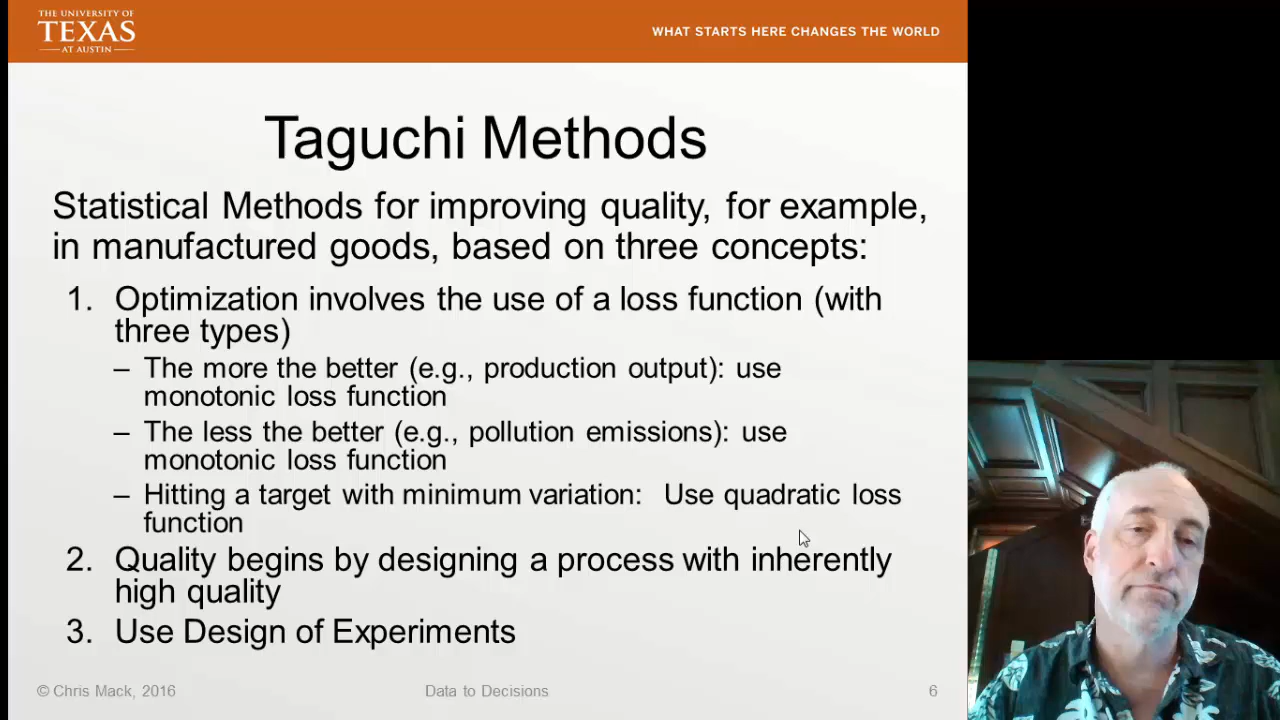 THE UNIVERSITY OF
TEXAS
AT AUSTIN
WHAT STARTS HERE CHANGES THE WORLD
Taguchi Methods
Statistical Methods for improving quality, for example,
in manufactured goods, based on three concepts:
1. Optimization involves the use of a loss function (with
three types)
– The more the better (e.g., production output): use
monotonic loss function
– The less the better (e.g., pollution emissions): use
monotonic loss function
– Hitting a target with minimum variation: Use quadratic loss
function
2. Quality begins by designing a process with inherently
high quality
3. Use Design of Experiments
© Chris Mack, 2016
Data to Decisions
6